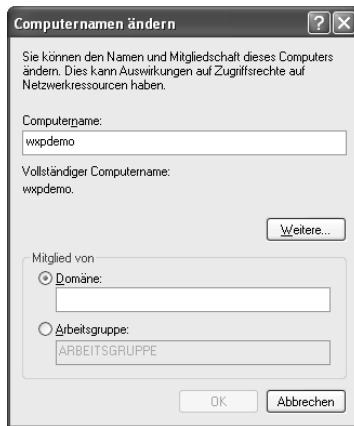 Computernamen ändern
Sie können den Namen und Mitgliedschaft dieses Computers
ändern. Dies kann Auswirkungen auf Zugriffsrechte auf
Netzwerkressourcen haben.
Computername:
wxpdemo
Vollständiger Computername:
wxpdemo.
Weitere...
Mitglied von
Domäne:
Arbeitsgruppe:
ARBEITSGRUPPE
OK Abbrechen